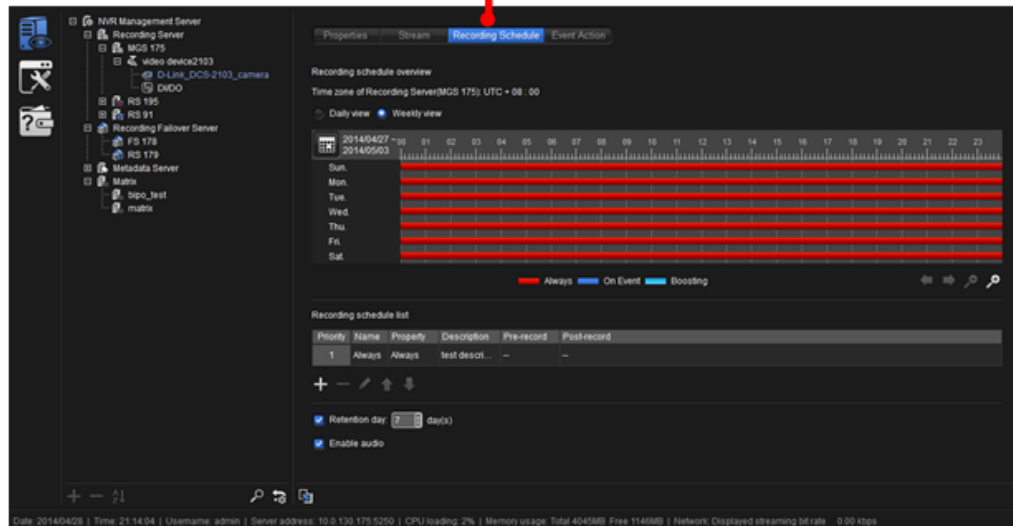 NVR Management Server
Recording Server
MGS 175
video device2103
D-Link_DCS-2103_camera
DI/DO
RS 195
RS 91
Recording Failover Server
FS 178
RS 179
Metadata Server
Matrix
bipo_test
matrix
Properties Stream Recording Schedule Event Action
Recording schedule overview
Time zone of Recording Server(MGS 175): UTC + 08 : 00
Daily view Weekly view
2014/04/27 ~
2014/05/03
00 01 02 03 04 05 06 07 08 09 10 11 12 13 14 15 16 17 18 19 20 21 22 23
Sun.
Mon.
Tue.
Wed.
Thu.
Fri.
Sat.
Always On Event Boosting
Recording schedule list
Priority Name Property Description Pre-record Post-record
1 Always Always test descri... -- --
Retention day: 7 day(s)
Enable audio
Date: 2014/04/28 | Time: 21:14:04 | Username: admin | Server address: 10.0.130.175:5250 | CPU loading: 2% | Memory usage: Total 4045MB Free 1146MB | Network: Displayed streaming bit rate 0.00 kbps